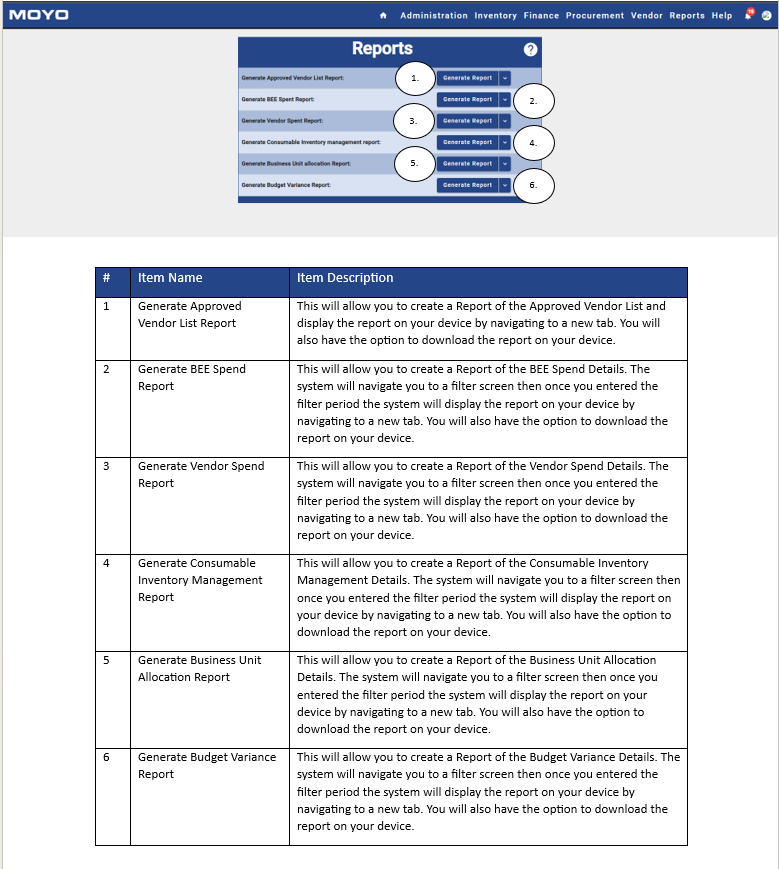 MOYO
Administration Inventory Finance Procurement Vendor Reports Help
Reports
?
Generate Approved Vendor List Report:
1.
Generate Report
Generate BEE Spent Report:
Generate Report
2.
Generate Vendor Spent Report:
3.
Generate Report
Generate Consumable Inventory management report:
Generate Report
4.
Generate Business Unit allocation Report:
5.
Generate Report
Generate Budget Variance Report:
Generate Report
6.
# Item Name Item Description
1 Generate Approved
Vendor List Report
This will allow you to create a Report of the Approved Vendor List and
display the report on your device by navigating to a new tab. You will
also have the option to download the report on your device.
2 Generate BEE Spend
Report
This will allow you to create a Report of the BEE Spend Details. The
system will navigate you to a filter screen then once you entered the
filter period the system will display the report on your device by
navigating to a new tab. You will also have the option to download the
report on your device.
3 Generate Vendor Spend
Report
This will allow you to create a Report of the Vendor Spend Details. The
system will navigate you to a filter screen then once you entered the
filter period the system will display the report on your device by
navigating to a new tab. You will also have the option to download the
report on your device.
4 Generate Consumable
Inventory Management
Report
This will allow you to create a Report of the Consumable Inventory
Management Details. The system will navigate you to a filter screen then
once you entered the filter period the system will display the report on
your device by navigating to a new tab. You will also have the option to
download the report on your device.
5 Generate Business Unit
Allocation Report
This will allow you to create a Report of the Business Unit Allocation
Details. The system will navigate you to a filter screen then once you
entered the filter period the system will display the report on your
device by navigating to a new tab. You will also have the option to
download the report on your device.
6 Generate Budget Variance
Report
This will allow you to create a Report of the Budget Variance Details. The
system will navigate you to a filter screen then once you entered the
filter period the system will display the report on your device by
navigating to a new tab. You will also have the option to download the
report on your device.